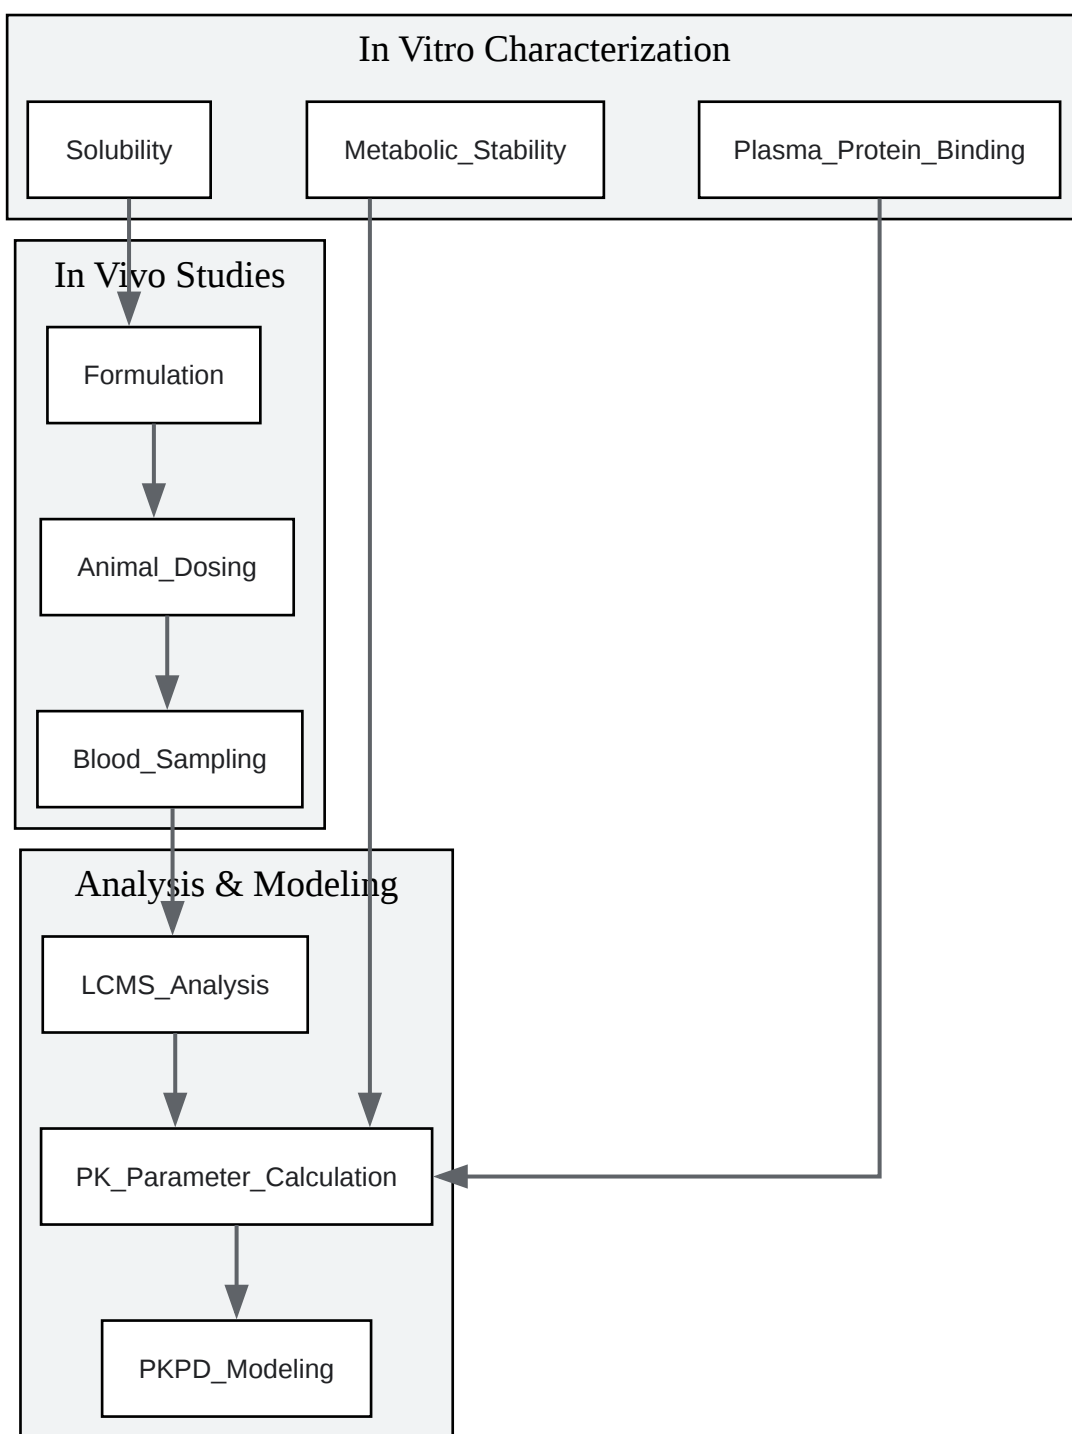 In Vitro Characterization
Solubility
Metabolic_Stability
Plasma_Protein_Binding
In Vivo Studies
Formulation
Animal_Dosing
Blood_Sampling
Analysis & Modeling
LCMS_Analysis
PK_Parameter_Calculation
PKPD_Modeling